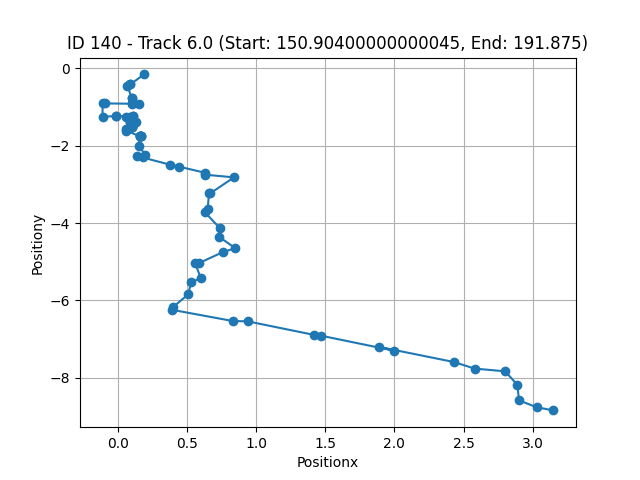 ID 140 - Track 6.0 (Start: 150.90400000000045, End: 191.875)
0
−2
−4
−6
−8
Positiony
0.0 0.5 1.0 1.5 2.0 2.5 3.0
Positionx